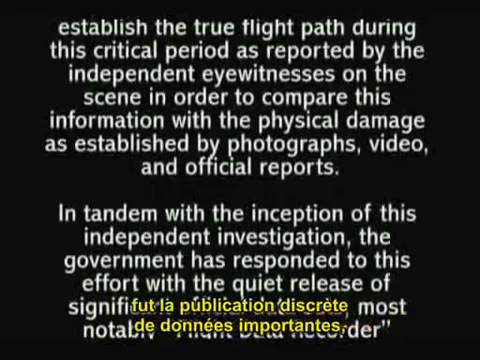 establish the true flight path during
this critical period as reported by the
independent eyewitnesses on the
scene in order to compare this
information with the physical damage
as established by photographs, video,
and official reports.
In tandem with the inception of this
independent investigation, the
government has responded to this
effort with the quiet release of
most
notably
fut la publication discrète
de données importantes,